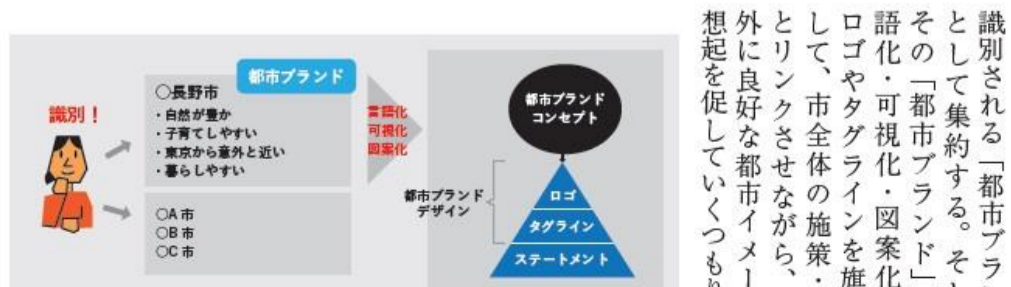 識別される「都市ブラ
として集約する。そ
その「都市ブランド」
語化・可視化・図案化
ロゴやタグラインを旗
して、市全体の施策・
とリンクさせながら、
外に良好な都市イメー
想起を促していくつも
識別！
都市ブランド
○長野市
・自然が豊か
・子育てしやすい
・東京から意外と近い
・暮らしやすい
○A市
○B市
○C市
言語化
可視化
図案化
都市ブランド
コンセプト
都市ブランド
デザイン
ロゴ
タグライン
ステートメント